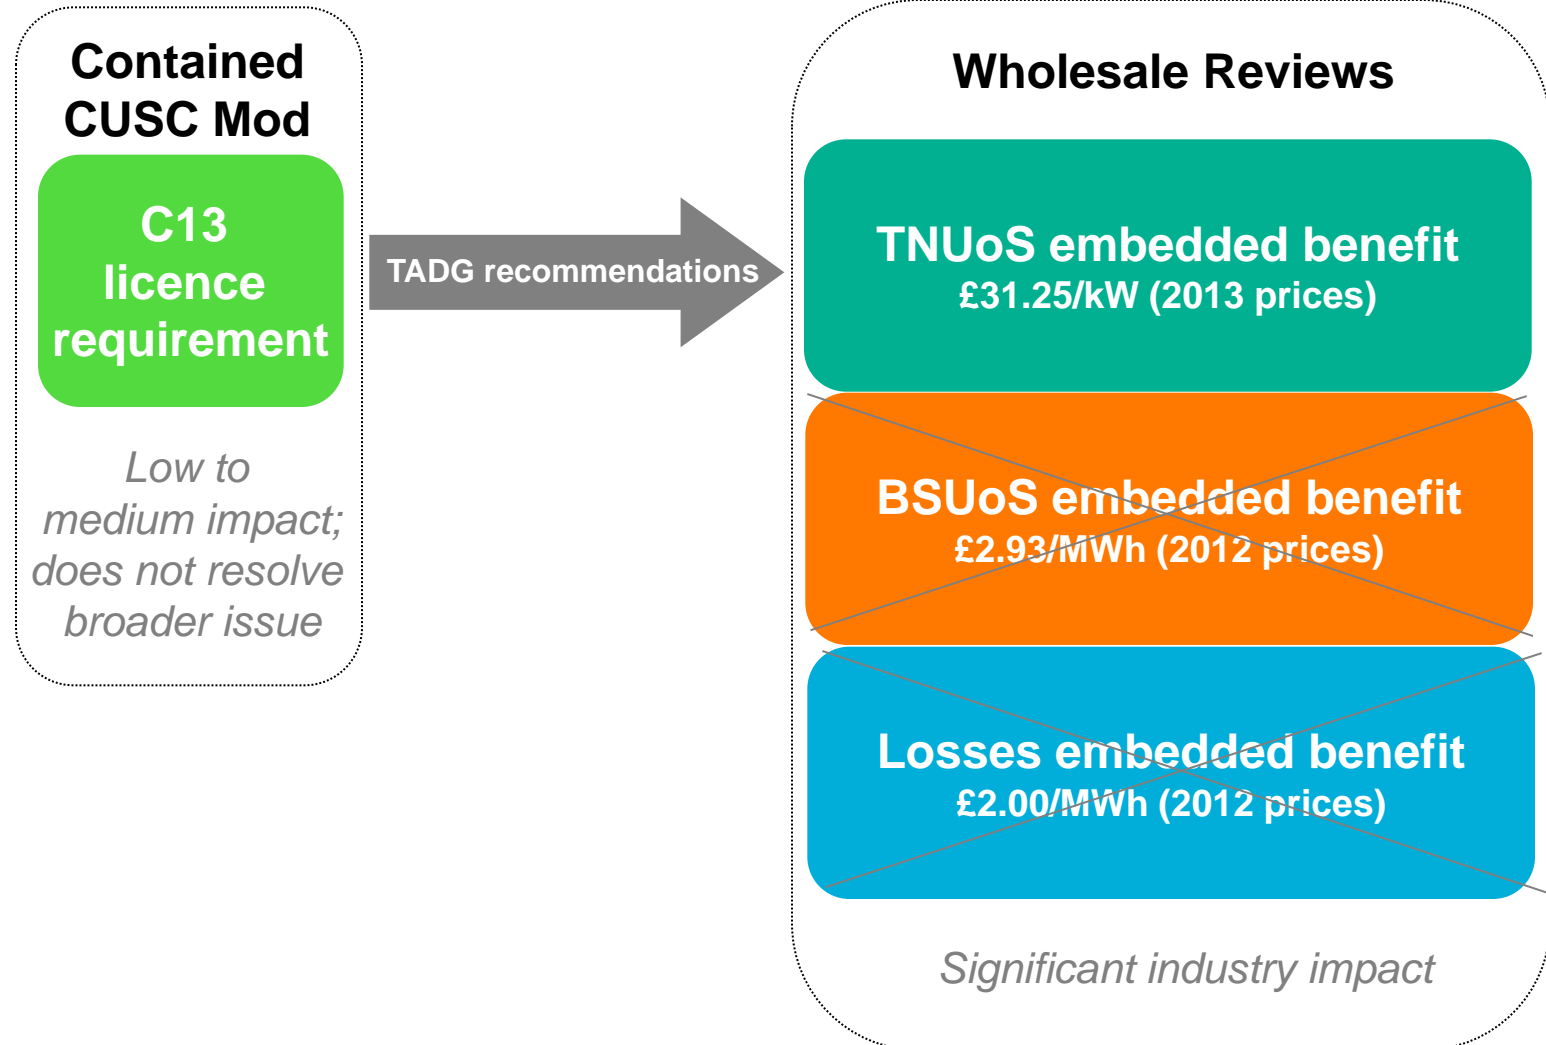 Contained
CUSC Mod
C13
licence
requirement
Low to
medium impact;
does not resolve
broader issue
TADG recommendations
Wholesale Reviews
TNUoS embedded benefit
£31.25/kW (2013 prices)
BSUoS embedded benefit
£2.93/MWh (2012 prices)
Losses embedded benefit
£2.00/MWh (2012 prices)
Significant industry impact